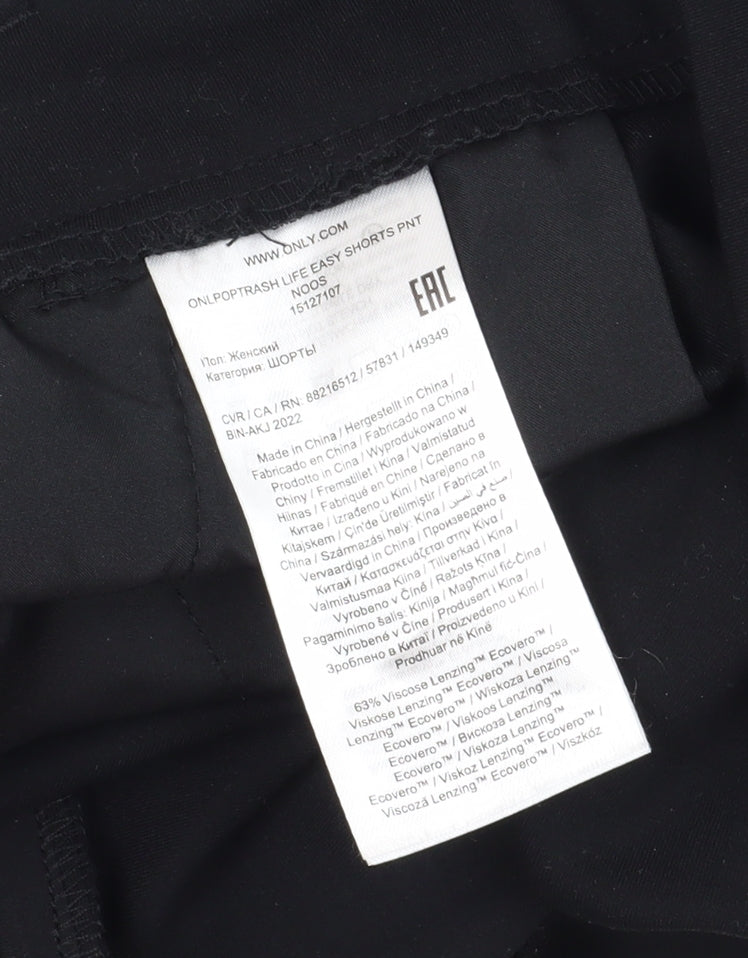 WWW.ONLY.COM
ONLPOPTRASH LIFE EASY SHORTS PNT
NOOS
15127107
EAC
Пол: Женский
Категория: ШОРТЫ
CVR / CA / RN: 88216512 / 57831 / 149349
BIN-AKJ 2022
Made in China / Hergestellt in China /
Fabricado en China / Fabricado na China /
Prodotto in Cina / Wyprodukowano w
Chiny / Fremstillet i Kina / Valmistatud
Hiinas / Fabriqué en Chine / Сделано в
Китае / Izrađeno u Kini / Narejeno na
Kitajskem / Çin'de Üretilmiştir / Fabricat în
China / Származási hely: Kína / صنع في الصين /
Vervaardigd in China / Произведено в
Китай / Κατασκευάζεται στην Κίνα /
Valmistusmaa Kiina / Tillverkad i Kina /
Vyrobeno v Číně / Ražots Ķīna /
Pagaminimo šalis: Kinija / Magħmul fiċ-Ċina /
Vyrobené v Číne / Produsert i Kina /
Зроблено в Китаї / Proizvedeno u Kini /
Prodhuar në Kinë
63% Viscose Lenzing™ Ecovero™ /
Viskose Lenzing™ Ecovero™ / Viscosa
Lenzing™ Ecovero™ / Wiskoza Lenzing™
Ecovero™ / Viskoos Lenzing™
Ecovero™ / Вискоза Lenzing™
Ecovero™ / Viskoza Lenzing™
Ecovero™ / Viskoz Lenzing™
Viscoză Lenzing™ Ecovero™ / Viszkóz